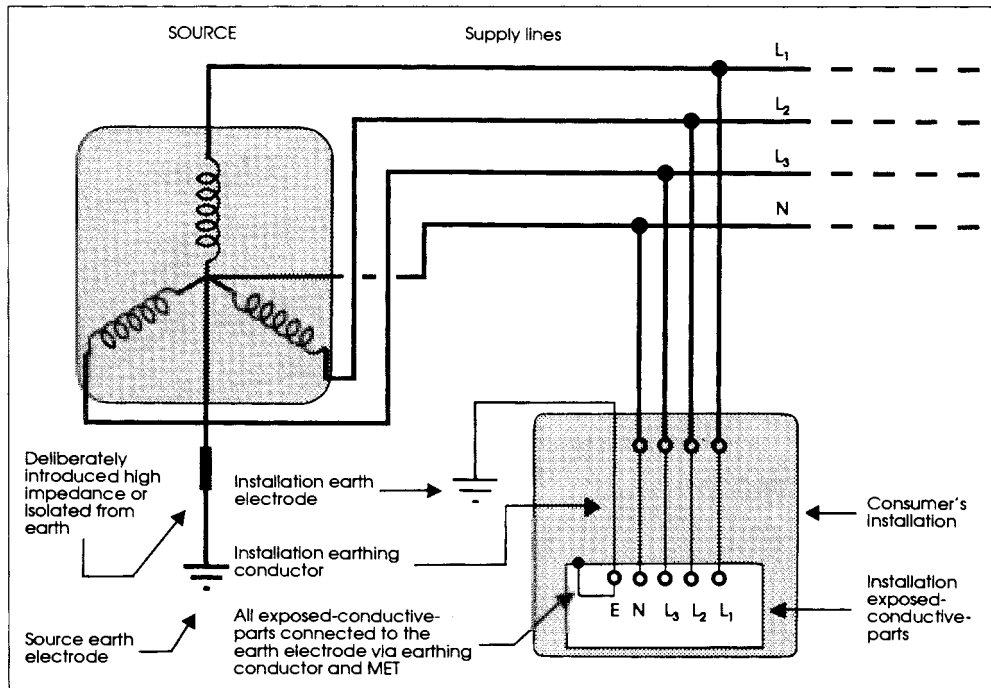 SOURCE
Supply lines
L₁
L₂
L₃
N
Deliberately
introduced high
impedance or
isolated from
earth
Source earth
electrode
Installation earth
electrode
Installation earthing
conductor
All exposed-conductive-
parts connected to the
earth electrode via earthing
conductor and MET
E N L₃ L₂ L₁
Consumer's
installation
Installation
exposed-
conductive-
parts